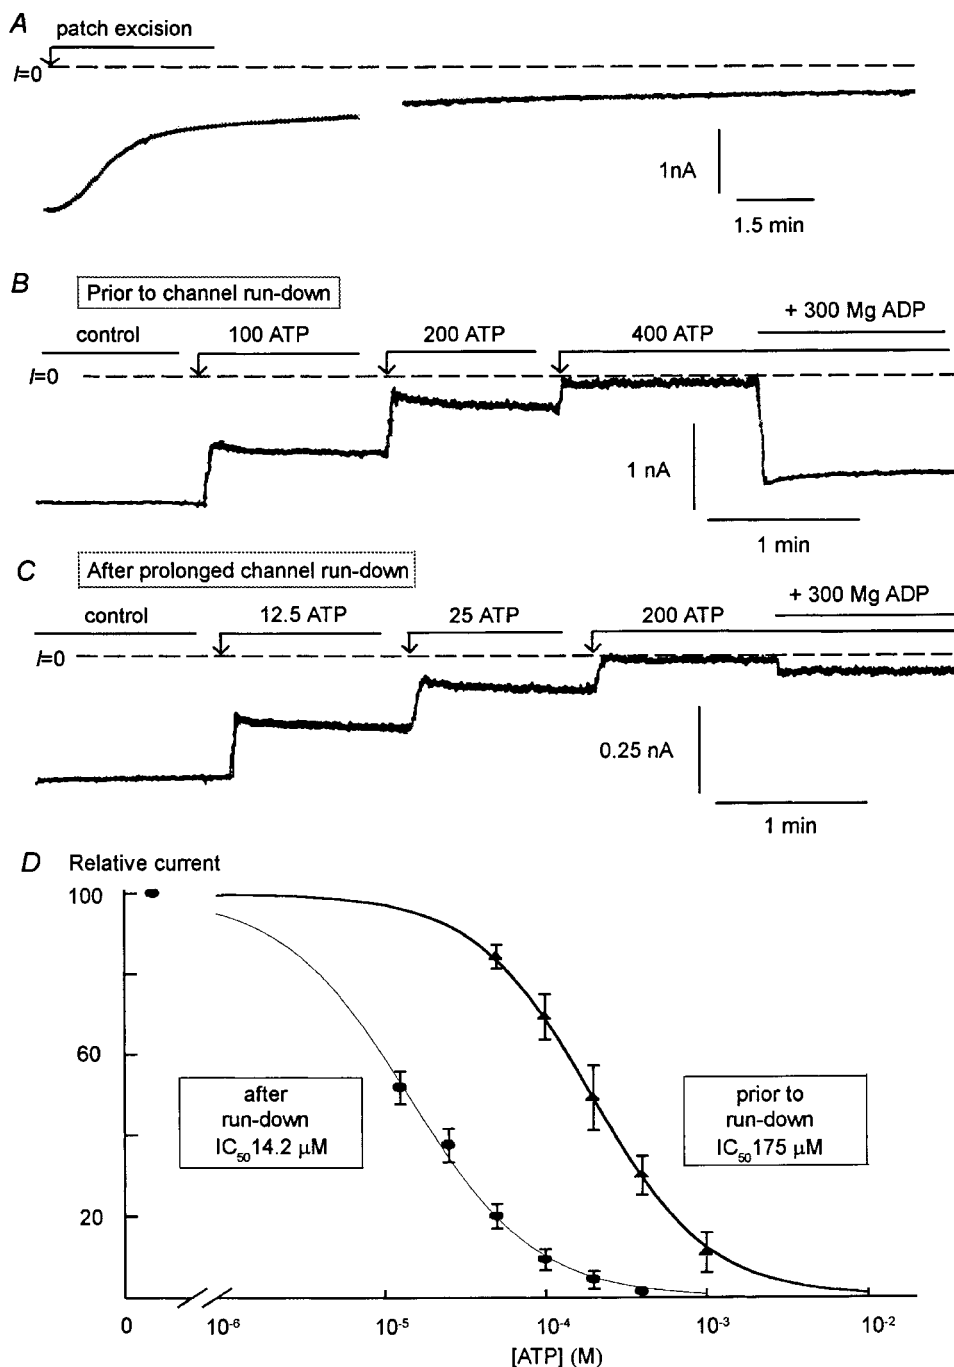 A
patch excision
I=0
1nA
1.5 min
B
Prior to channel run-down
+ 300 Mg ADP
control
100 ATP
200 ATP
400 ATP
I=0
1 nA
1 min
C
After prolonged channel run-down
+ 300 Mg ADP
control
12.5 ATP
25 ATP
200 ATP
I=0
0.25 nA
1 min
D
Relative current
100
60
20
after
run-down
IC50 14.2 µM
prior to
run-down
IC50 175 µM
0
10-6
10-5
10-4
10-3
10-2
[ATP] (M)